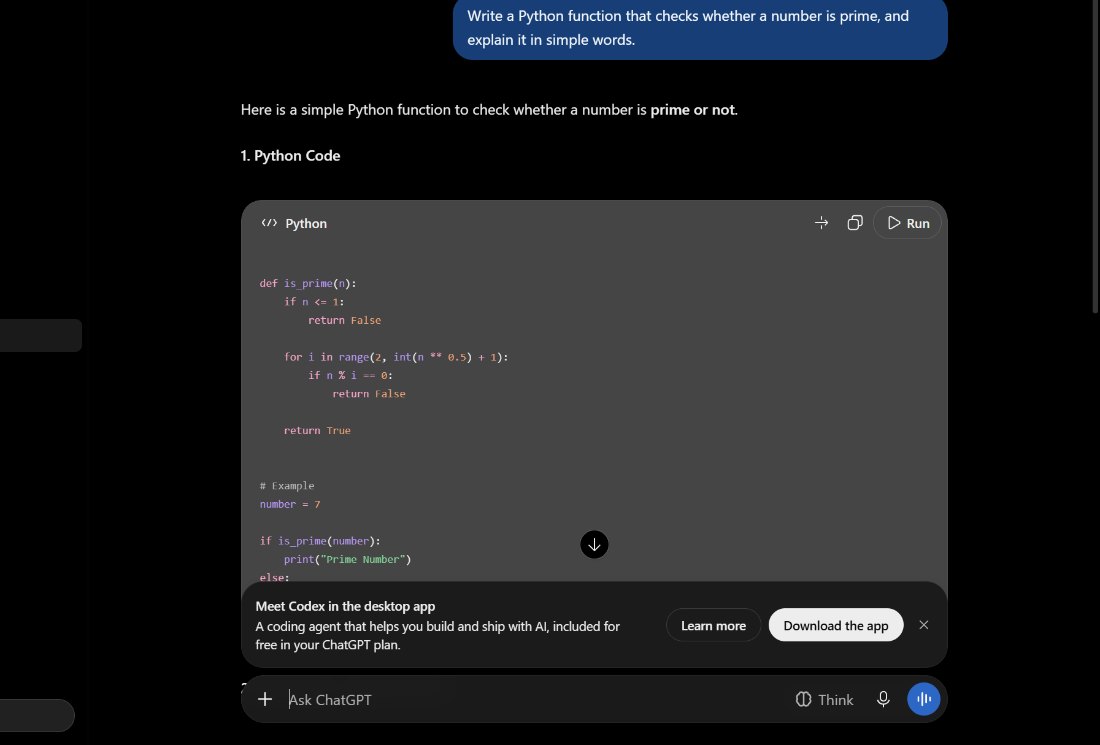 Write a Python function that checks whether a number is prime, and
explain it in simple words.
Here is a simple Python function to check whether a number is prime or not.
1. Python Code
Python
Run
def is_prime(n):
    if n <= 1:
        return False
    for i in range(2, int(n ** 0.5) + 1):
        if n % i == 0:
            return False
    return True
# Example
number = 7
if is_prime(number):
    print("Prime Number")
else:
Meet Codex in the desktop app
A coding agent that helps you build and ship with AI, included for
free in your ChatGPT plan.
Learn more
Download the app
Ask ChatGPT
Think